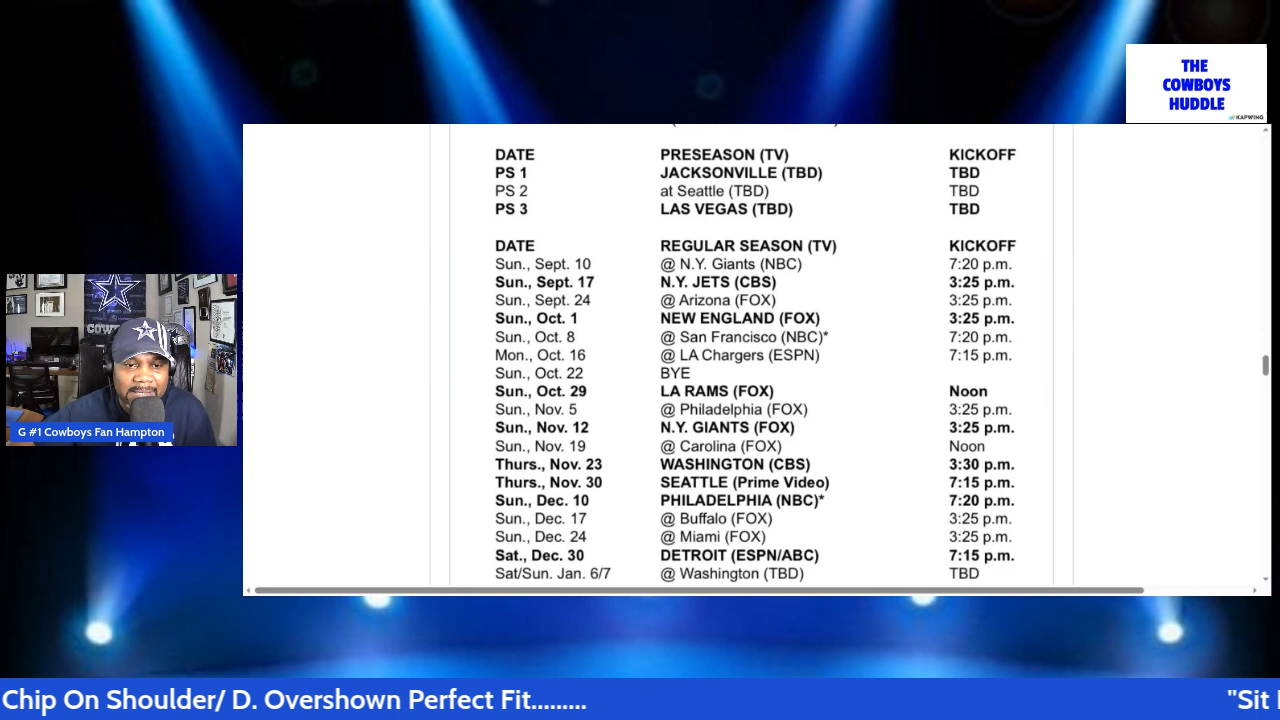 THE
COWBOYS
HUDDLE
KAPWING
DATE PRESEASON (TV) KICKOFF
PS 1 JACKSONVILLE (TBD) TBD
PS 2 at Seattle (TBD) TBD
PS 3 LAS VEGAS (TBD) TBD
DATE REGULAR SEASON (TV) KICKOFF
Sun., Sept. 10 @ N.Y. Giants (NBC) 7:20 p.m.
Sun., Sept. 17 N.Y. JETS (CBS) 3:25 p.m.
Sun., Sept. 24 @ Arizona (FOX) 3:25 p.m.
Sun., Oct. 1 NEW ENGLAND (FOX) 3:25 p.m.
Sun., Oct. 8 @ San Francisco (NBC)* 7:20 p.m.
Mon., Oct. 16 @ LA Chargers (ESPN) 7:15 p.m.
Sun., Oct. 22 BYE
Sun., Oct. 29 LA RAMS (FOX) Noon
Sun., Nov. 5 @ Philadelphia (FOX) 3:25 p.m.
Sun., Nov. 12 N.Y. GIANTS (FOX) 3:25 p.m.
Sun., Nov. 19 @ Carolina (FOX) Noon
Thurs., Nov. 23 WASHINGTON (CBS) 3:30 p.m.
Thurs., Nov. 30 SEATTLE (Prime Video) 7:15 p.m.
Sun., Dec. 10 PHILADELPHIA (NBC)* 7:20 p.m.
Sun., Dec. 17 @ Buffalo (FOX) 3:25 p.m.
Sun., Dec. 24 @ Miami (FOX) 3:25 p.m.
Sat., Dec. 30 DETROIT (ESPN/ABC) 7:15 p.m.
Sat/Sun. Jan. 6/7 @ Washington (TBD) TBD
COW
G #1 Cowboys Fan Hampton
Chip On Shoulder/ D. Overshown Perfect Fit......... "Sit